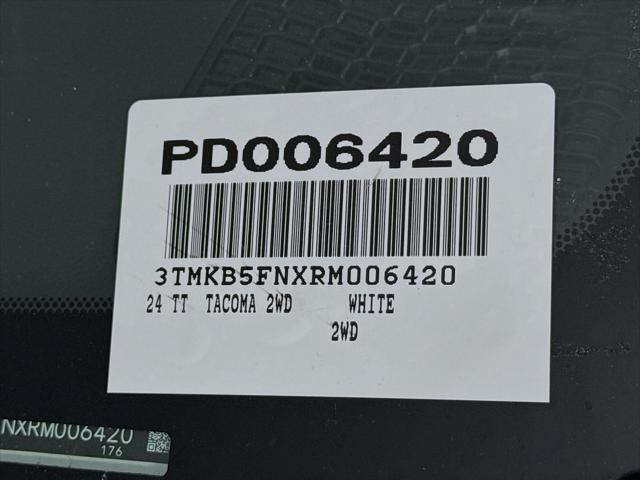 PD006420
3TMKB5FNXRM006420
24 TT TACOMA 2WD WHITE
2WD
NXRM006420
176